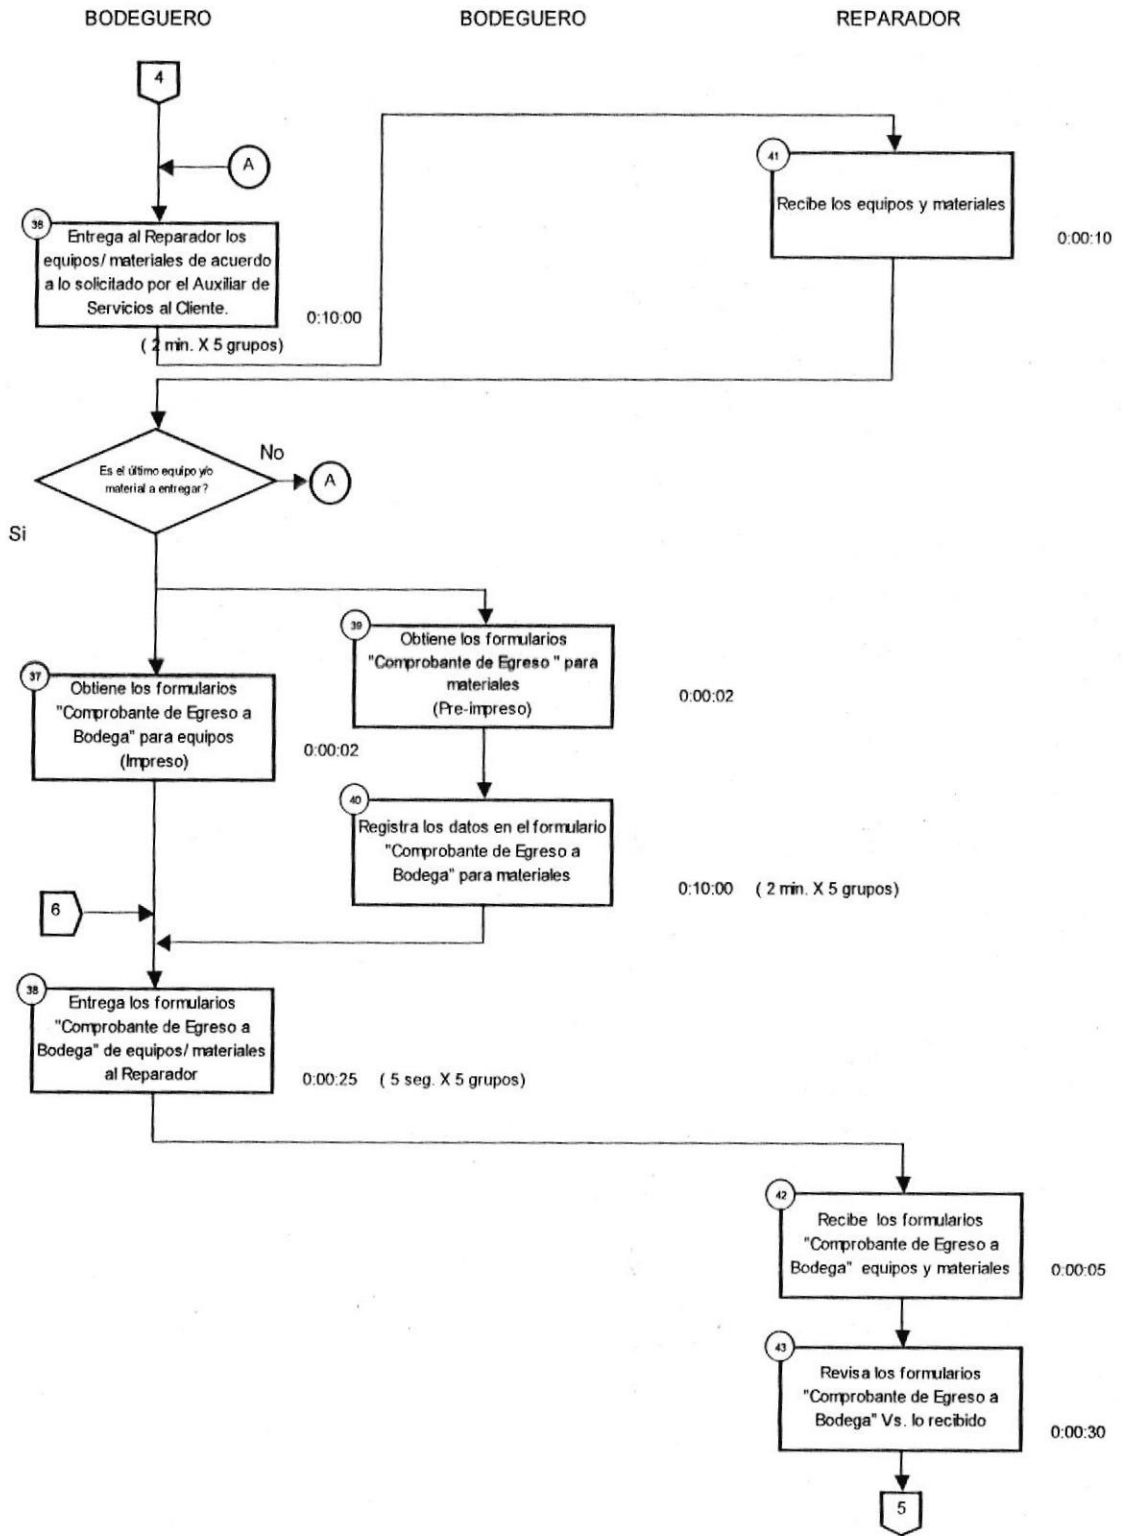 BODEGUERO
BODEGUERO
REPARADOR
4
A
36
Entrega al Reparador los
equipos/ materiales de acuerdo
a lo solicitado por el Auxiliar de
Servicios al Cliente.
0:10:00
( 2 min. X 5 grupos)
41
Recibe los equipos y materiales
0:00:10
Es el último equipo y/o
material a entregar?
No
A
Si
39
Obtiene los formularios
"Comprobante de Egreso " para
materiales
(Pre-impreso)
0:00:02
37
Obtiene los formularios
"Comprobante de Egreso a
Bodega" para equipos
(Impreso)
0:00:02
40
Registra los datos en el formulario
"Comprobante de Egreso a
Bodega" para materiales
0:10:00 ( 2 min. X 5 grupos)
6
38
Entrega los formularios
"Comprobante de Egreso a
Bodega" de equipos/ materiales
al Reparador
0:00:25 ( 5 seg. X 5 grupos)
42
Recibe los formularios
"Comprobante de Egreso a
Bodega" equipos y materiales
0:00:05
43
Revisa los formularios
"Comprobante de Egreso a
Bodega" Vs. lo recibido
0:00:30
5